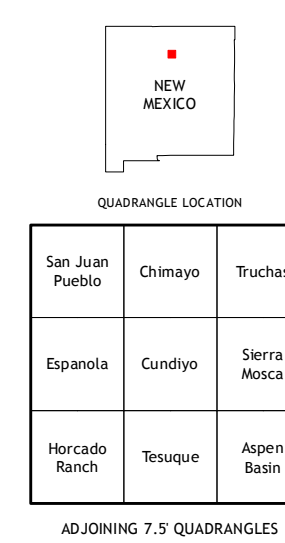 NEW
MEXICO
QUADRANGLE LOCATION
San Juan
Pueblo
Chimayo
Truchas
Espanola
Cundiyo
Sierra
Mosca
Horcado
Ranch
Tesuque
Aspen
Basin
ADJOINING 7.5' QUADRANGLES